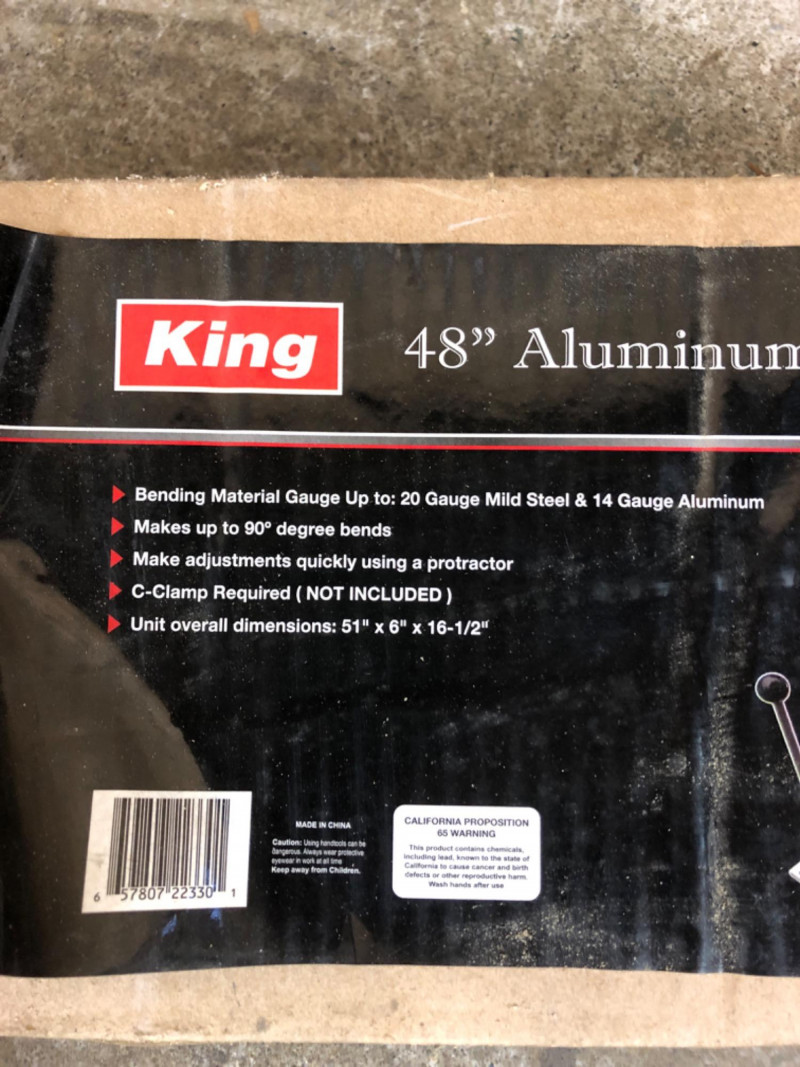 King
48” Aluminum
Bending Material Gauge Up to: 20 Gauge Mild Steel & 14 Gauge Aluminum
Makes up to 90º degree bends
Make adjustments quickly using a protractor
C-Clamp Required ( NOT INCLUDED )
Unit overall dimensions: 51" x 6" x 16-1/2"
6 57807 22330 1
MADE IN CHINA
Caution: Using handtools can be
dangerous. Always wear protective
eyewear in work at all time
Keep away from Children.
CALIFORNIA PROPOSITION
65 WARNING
This product contains chemicals,
including lead, known to the state of
California to cause cancer and birth
defects or other reproductive harm.
Wash hands after use